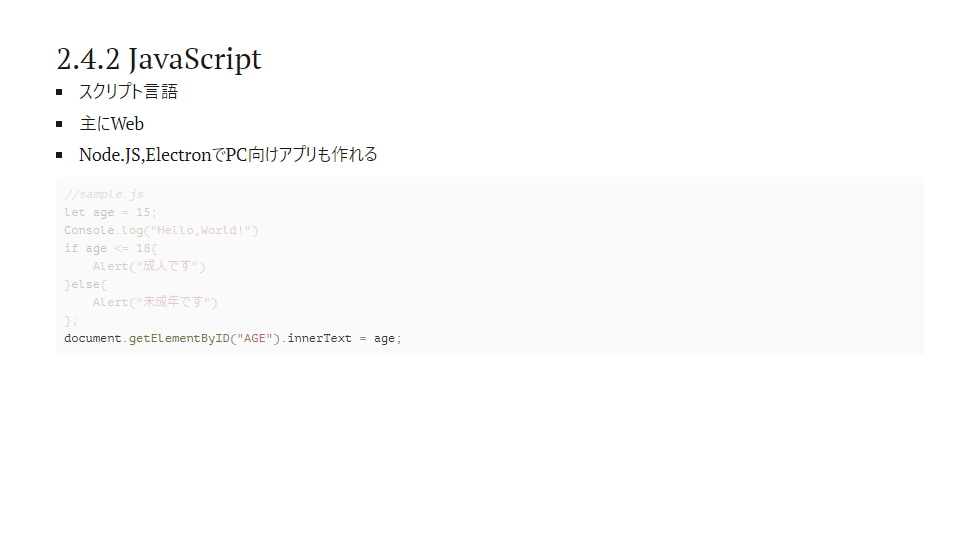 2.4.2 JavaScript
スクリプト言語
主にWeb
Node.JS,ElectronでPC向けアプリも作れる
//sample.js
let age = 15;
Console.log("Hello,World!")
if age <= 18{
    Alert("成人です")
}else{
    Alert("未成年です")
};
document.getElementByID("AGE").innerText = age;